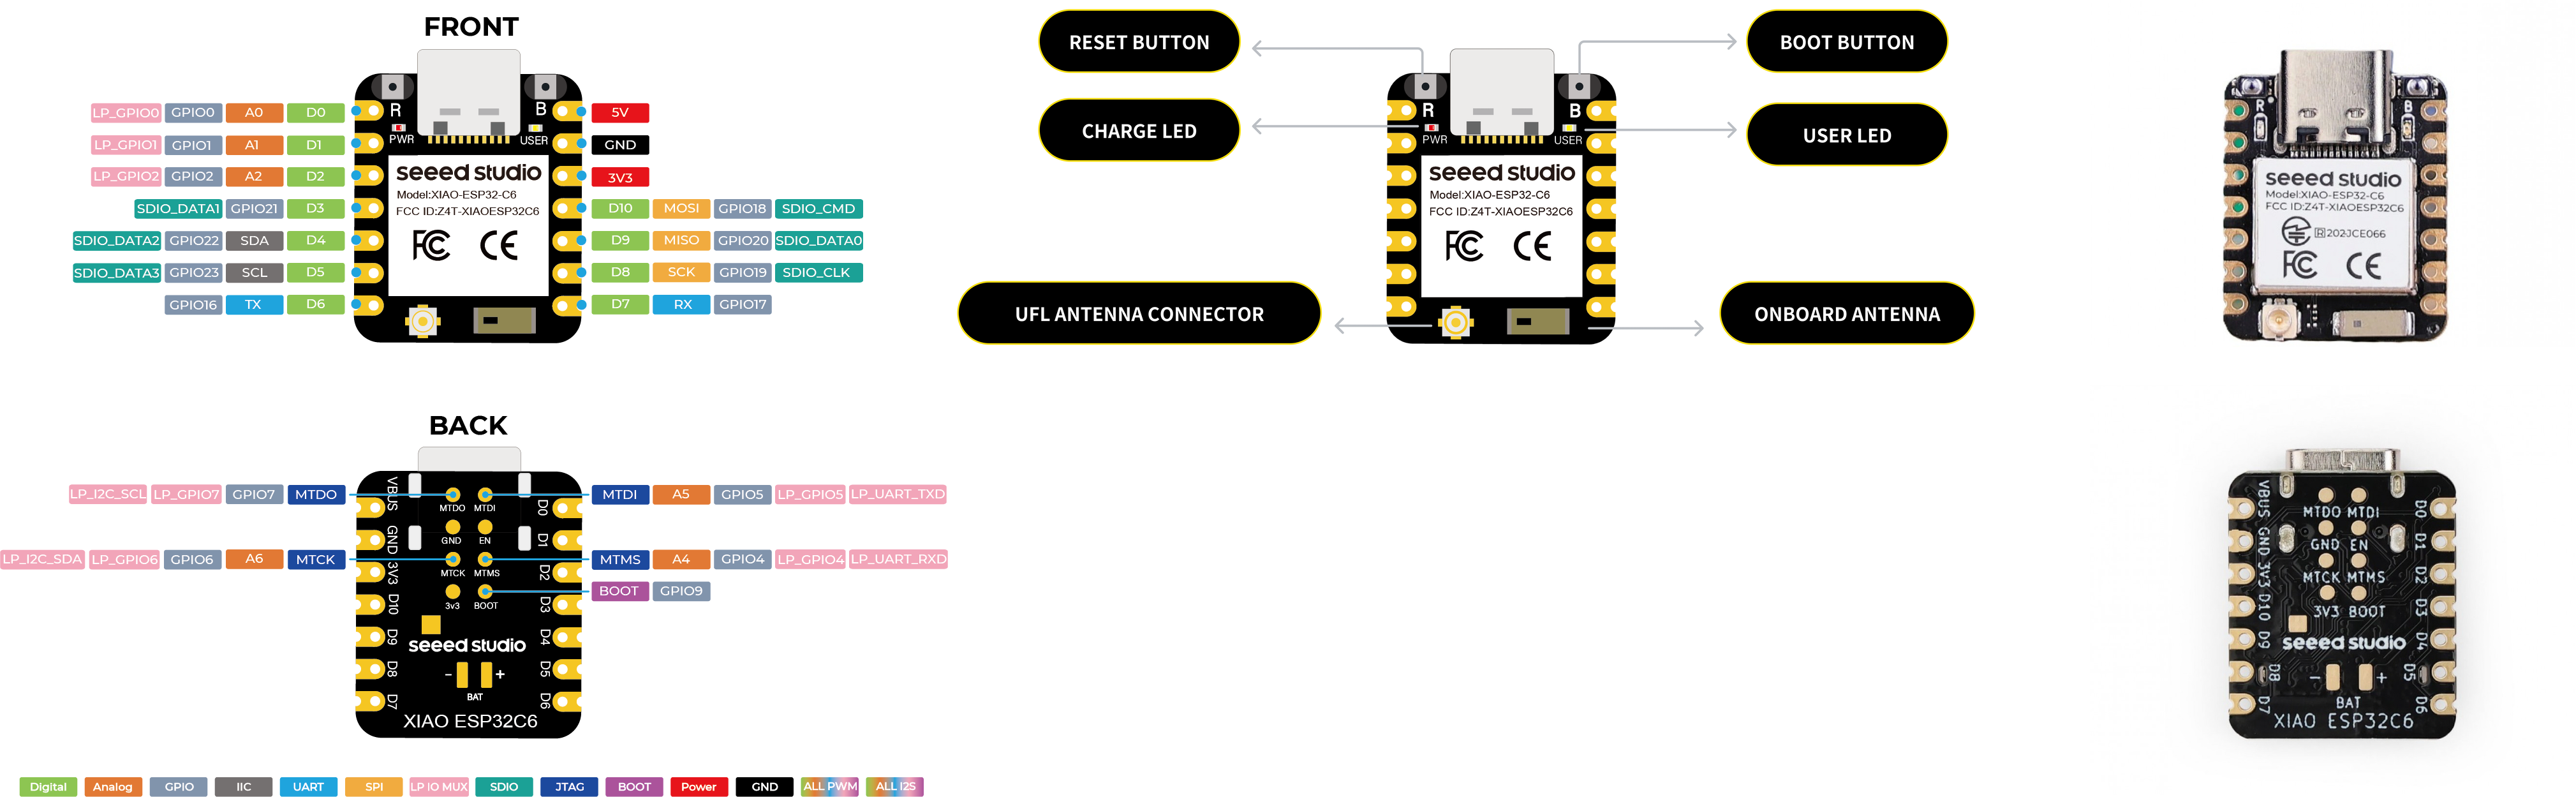 FRONT
LP_GPIO0 GPIO0 A0 D0
LP_GPIO1 GPIO1 A1 D1
LP_GPIO2 GPIO2 A2 D2
SDIO_DATA1 GPIO21 D3
SDIO_DATA2 GPIO22 SDA D4
SDIO_DATA3 GPIO23 SCL D5
GPIO16 TX D6
R B
PWR USER
seeed studio
Model:XIAO-ESP32-C6
FCC ID:Z4T-XIAOESP32C6
FC CE
5V
GND
3V3
D10 MOSI GPIO18 SDIO_CMD
D9 MISO GPIO20 SDIO_DATA0
D8 SCK GPIO19 SDIO_CLK
D7 RX GPIO17
RESET BUTTON
CHARGE LED
UFL ANTENNA CONNECTOR
R B
PWR USER
seeed studio
Model:XIAO-ESP32-C6
FCC ID:Z4T-XIAOESP32C6
FC CE
BOOT BUTTON
USER LED
ONBOARD ANTENNA
R B
seeed studio
Model:XIAO-ESP32-C6
FCC ID:Z4T-XIAOESP32C6
R 202-JCE066
FC CE
BACK
LP_I2C_SCL LP_GPIO7 GPIO7 MTDO
LP_I2C_SDA LP_GPIO6 GPIO6 A6 MTCK
VBUS
GND
3V3
D10
D9
D8
D7
MTDO MTDI
GND EN
MTCK MTMS
3v3 BOOT
seeed studio
- +
BAT
XIAO ESP32C6
D0
D1
D2
D3
D4
D5
D6
MTDI A5 GPIO5 LP_GPIO5 LP_UART_TXD
MTMS A4 GPIO4 LP_GPIO4 LP_UART_RXD
BOOT GPIO9
VBUS
GND
3V3
D10
D9
D8
D7
MTDO MTDI
GND EN
MTCK MTMS
3V3 BOOT
seeed studio
- +
BAT
XIAO ESP32C6
D0
D1
D2
D3
D4
D5
D6
Digital Analog GPIO IIC UART SPI LP IO MUX SDIO JTAG BOOT Power GND ALL PWM ALL I2S